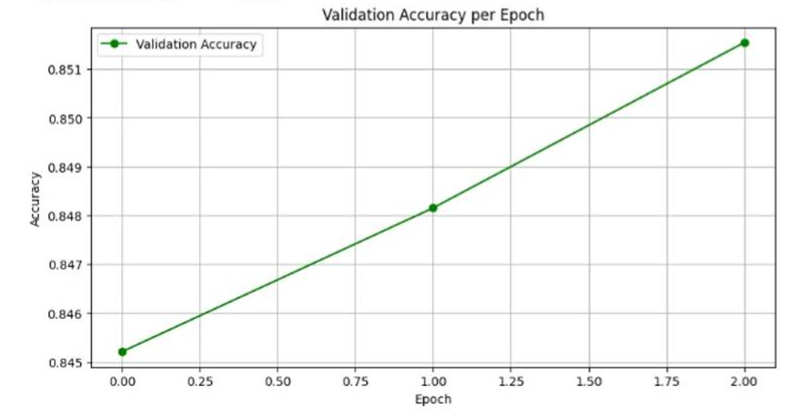 Validation Accuracy per Epoch
Validation Accuracy
0.851
0.850
0.849
0.848
0.847
0.846
0.845
Accuracy
0.00 0.25 0.50 0.75 1.00 1.25 1.50 1.75 2.00
Epoch